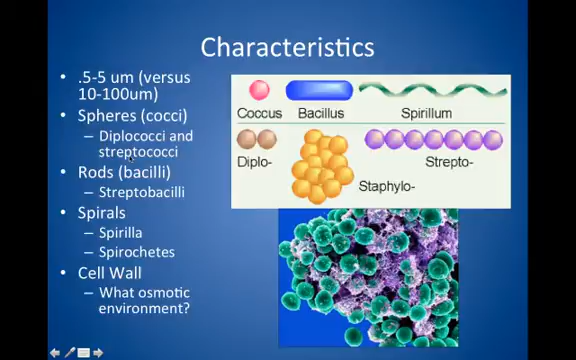 Characteristics
• .5-5 um (versus
10-100um)
• Spheres (cocci)
– Diplococci and
streptococci
• Rods (bacilli)
– Streptobacilli
• Spirals
– Spirilla
– Spirochetes
• Cell Wall
– What osmotic
environment?
Coccus Bacillus Spirillum
Diplo- Strepto-
Staphylo-